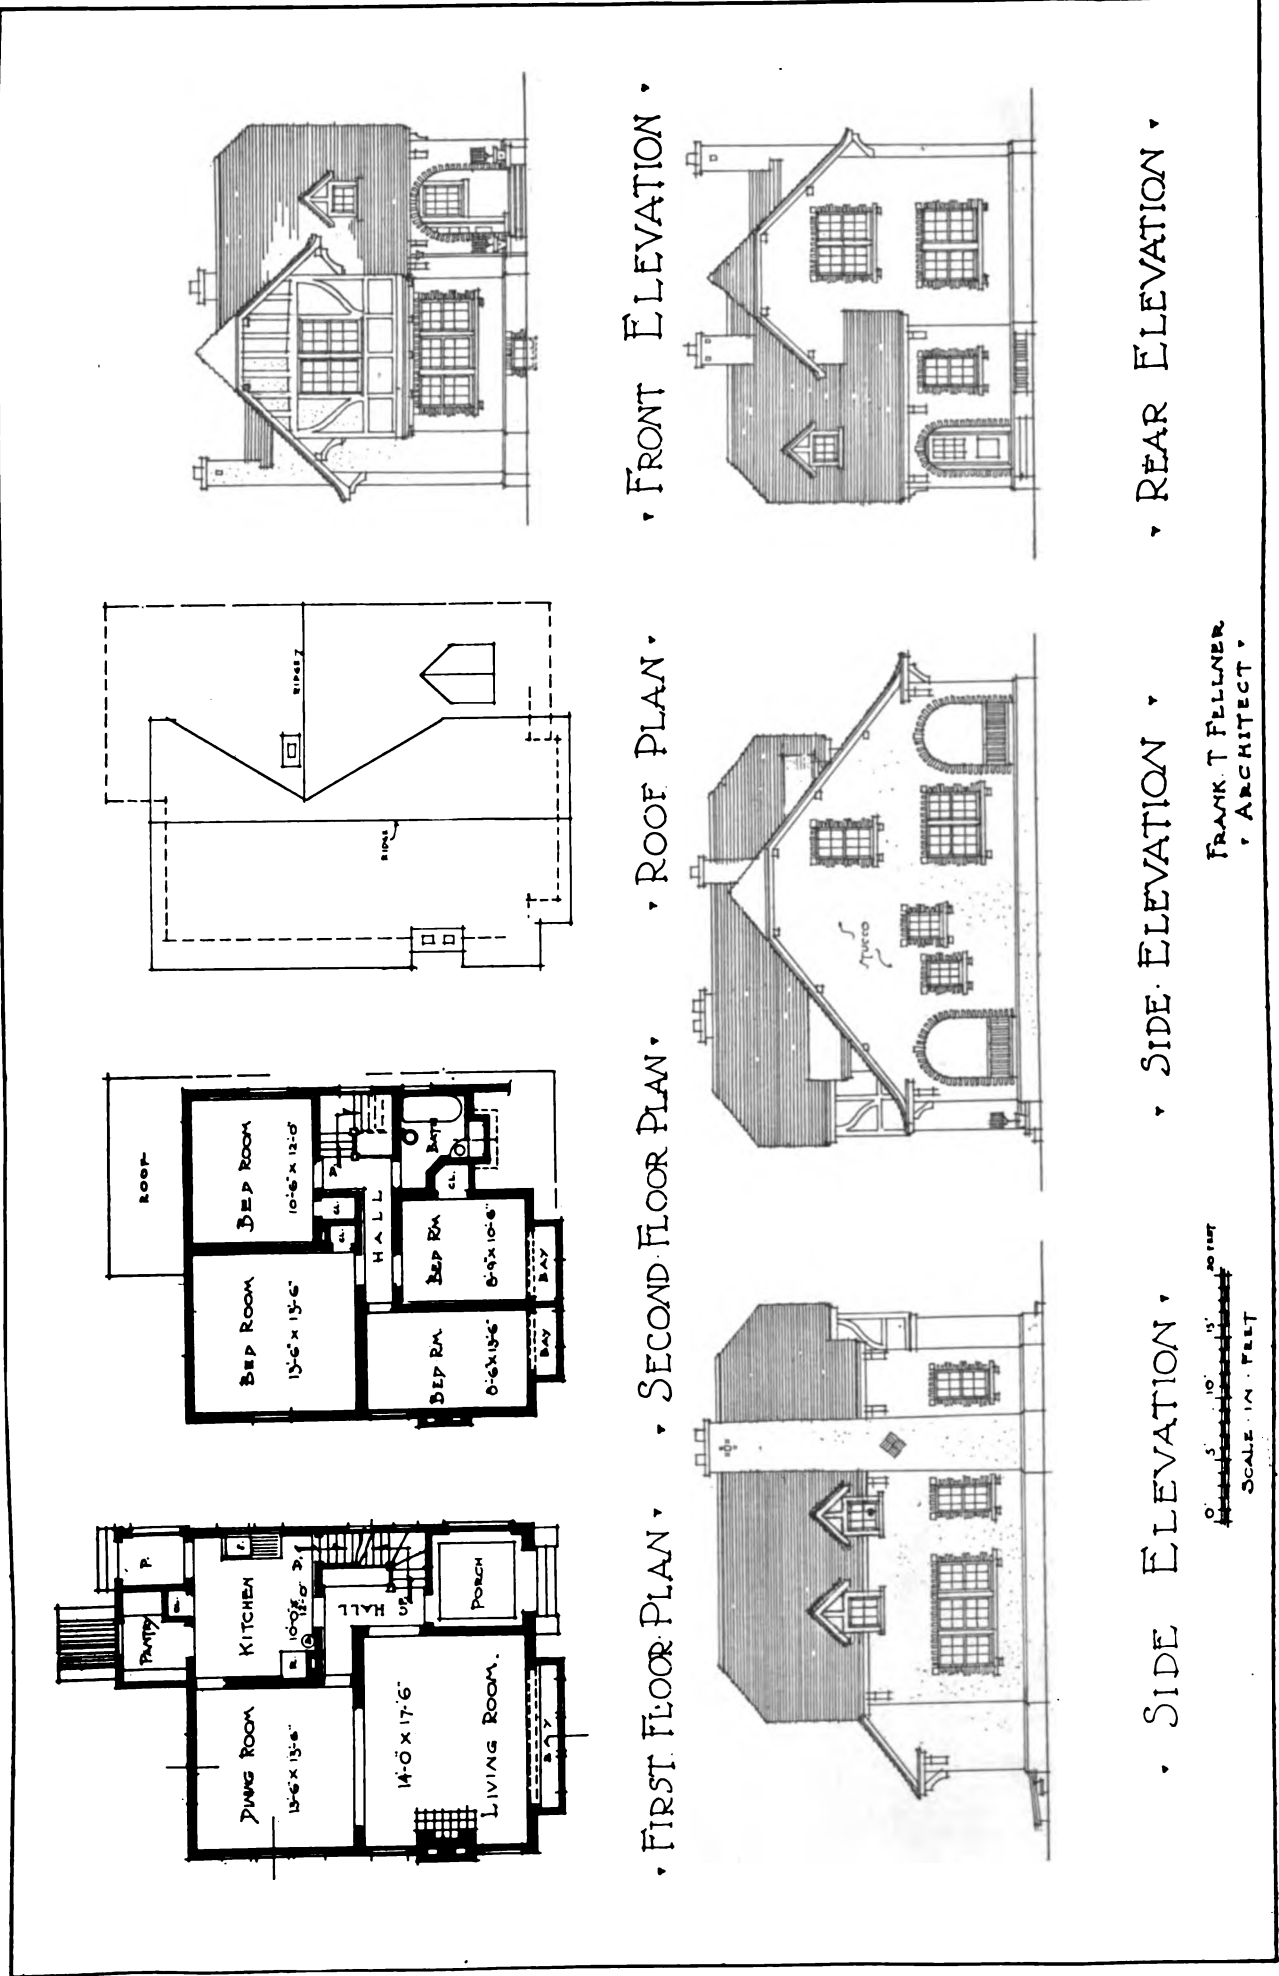 P.
PANTRY
CL.
KITCHEN
10'-0" x
12'-0"
R.
D.
DINING ROOM
13'-6" x 13'-6"
HALL
UP
PORCH
14'-0" x 17'-6"
LIVING ROOM.
BAY
• FIRST • FLOOR • PLAN •
ROOF
BED ROOM
10'-6" x 12'-0"
BED ROOM
13'-6" x 13'-6"
D.
CL.
CL.
HALL
BATH
CL.
BED RM
8'-9" x 10'-6"
BED RM
8'-6" x 13'-6"
BAY
BAY
• SECOND • FLOOR PLAN •
RIDGE
RIDGE
• ROOF PLAN •
• FRONT ELEVATION •
• SIDE ELEVATION •
STUCCO
• SIDE • ELEVATION •
• REAR ELEVATION •
0' 5' 10' 15' 20 FEET
SCALE • IN • FEET
FRANK • T FELLNER
• ARCHITECT •